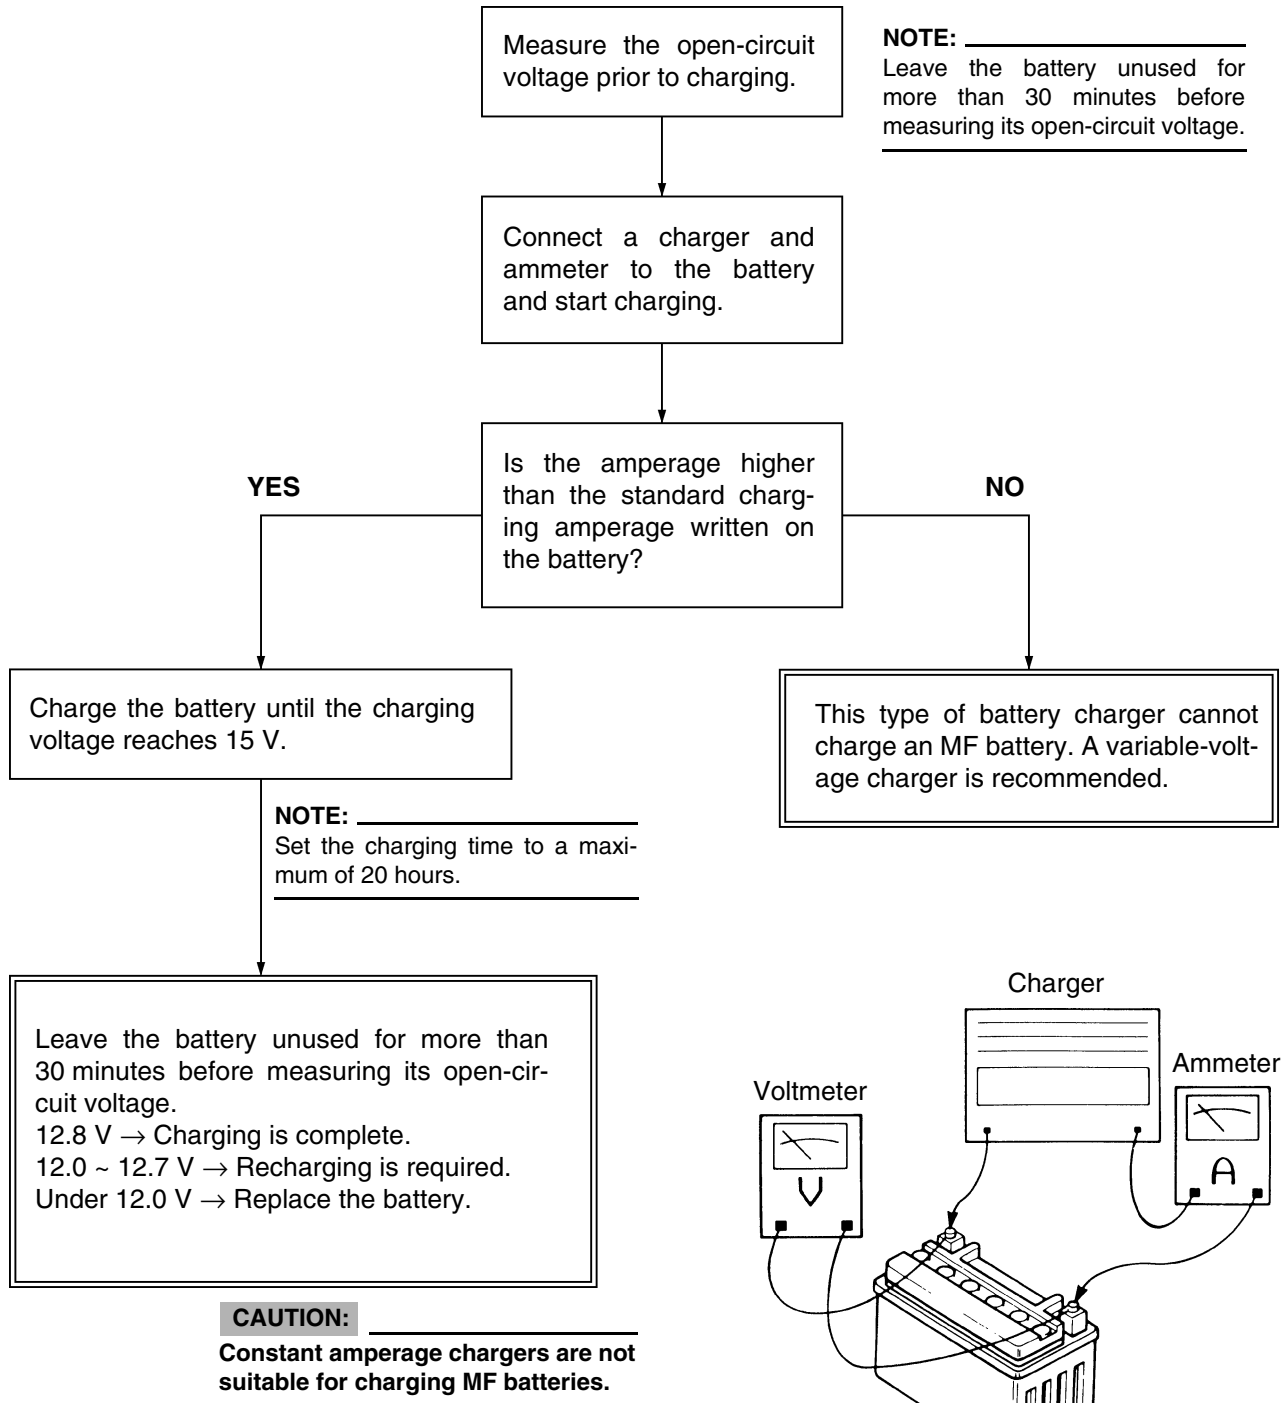 Measure the open-circuit
voltage prior to charging.
NOTE:
Leave the battery unused for
more than 30 minutes before
measuring its open-circuit voltage.
Connect a charger and
ammeter to the battery
and start charging.
Is the amperage higher
than the standard charg-
ing amperage written on
the battery?
YES
NO
Charge the battery until the charging
voltage reaches 15 V.
This type of battery charger cannot
charge an MF battery. A variable-volt-
age charger is recommended.
NOTE:
Set the charging time to a maxi-
mum of 20 hours.
Leave the battery unused for more than
30 minutes before measuring its open-cir-
cuit voltage.
12.8 V → Charging is complete.
12.0 ~ 12.7 V → Recharging is required.
Under 12.0 V → Replace the battery.
Charger
Ammeter
Voltmeter
V
A
CAUTION:
Constant amperage chargers are not
suitable for charging MF batteries.